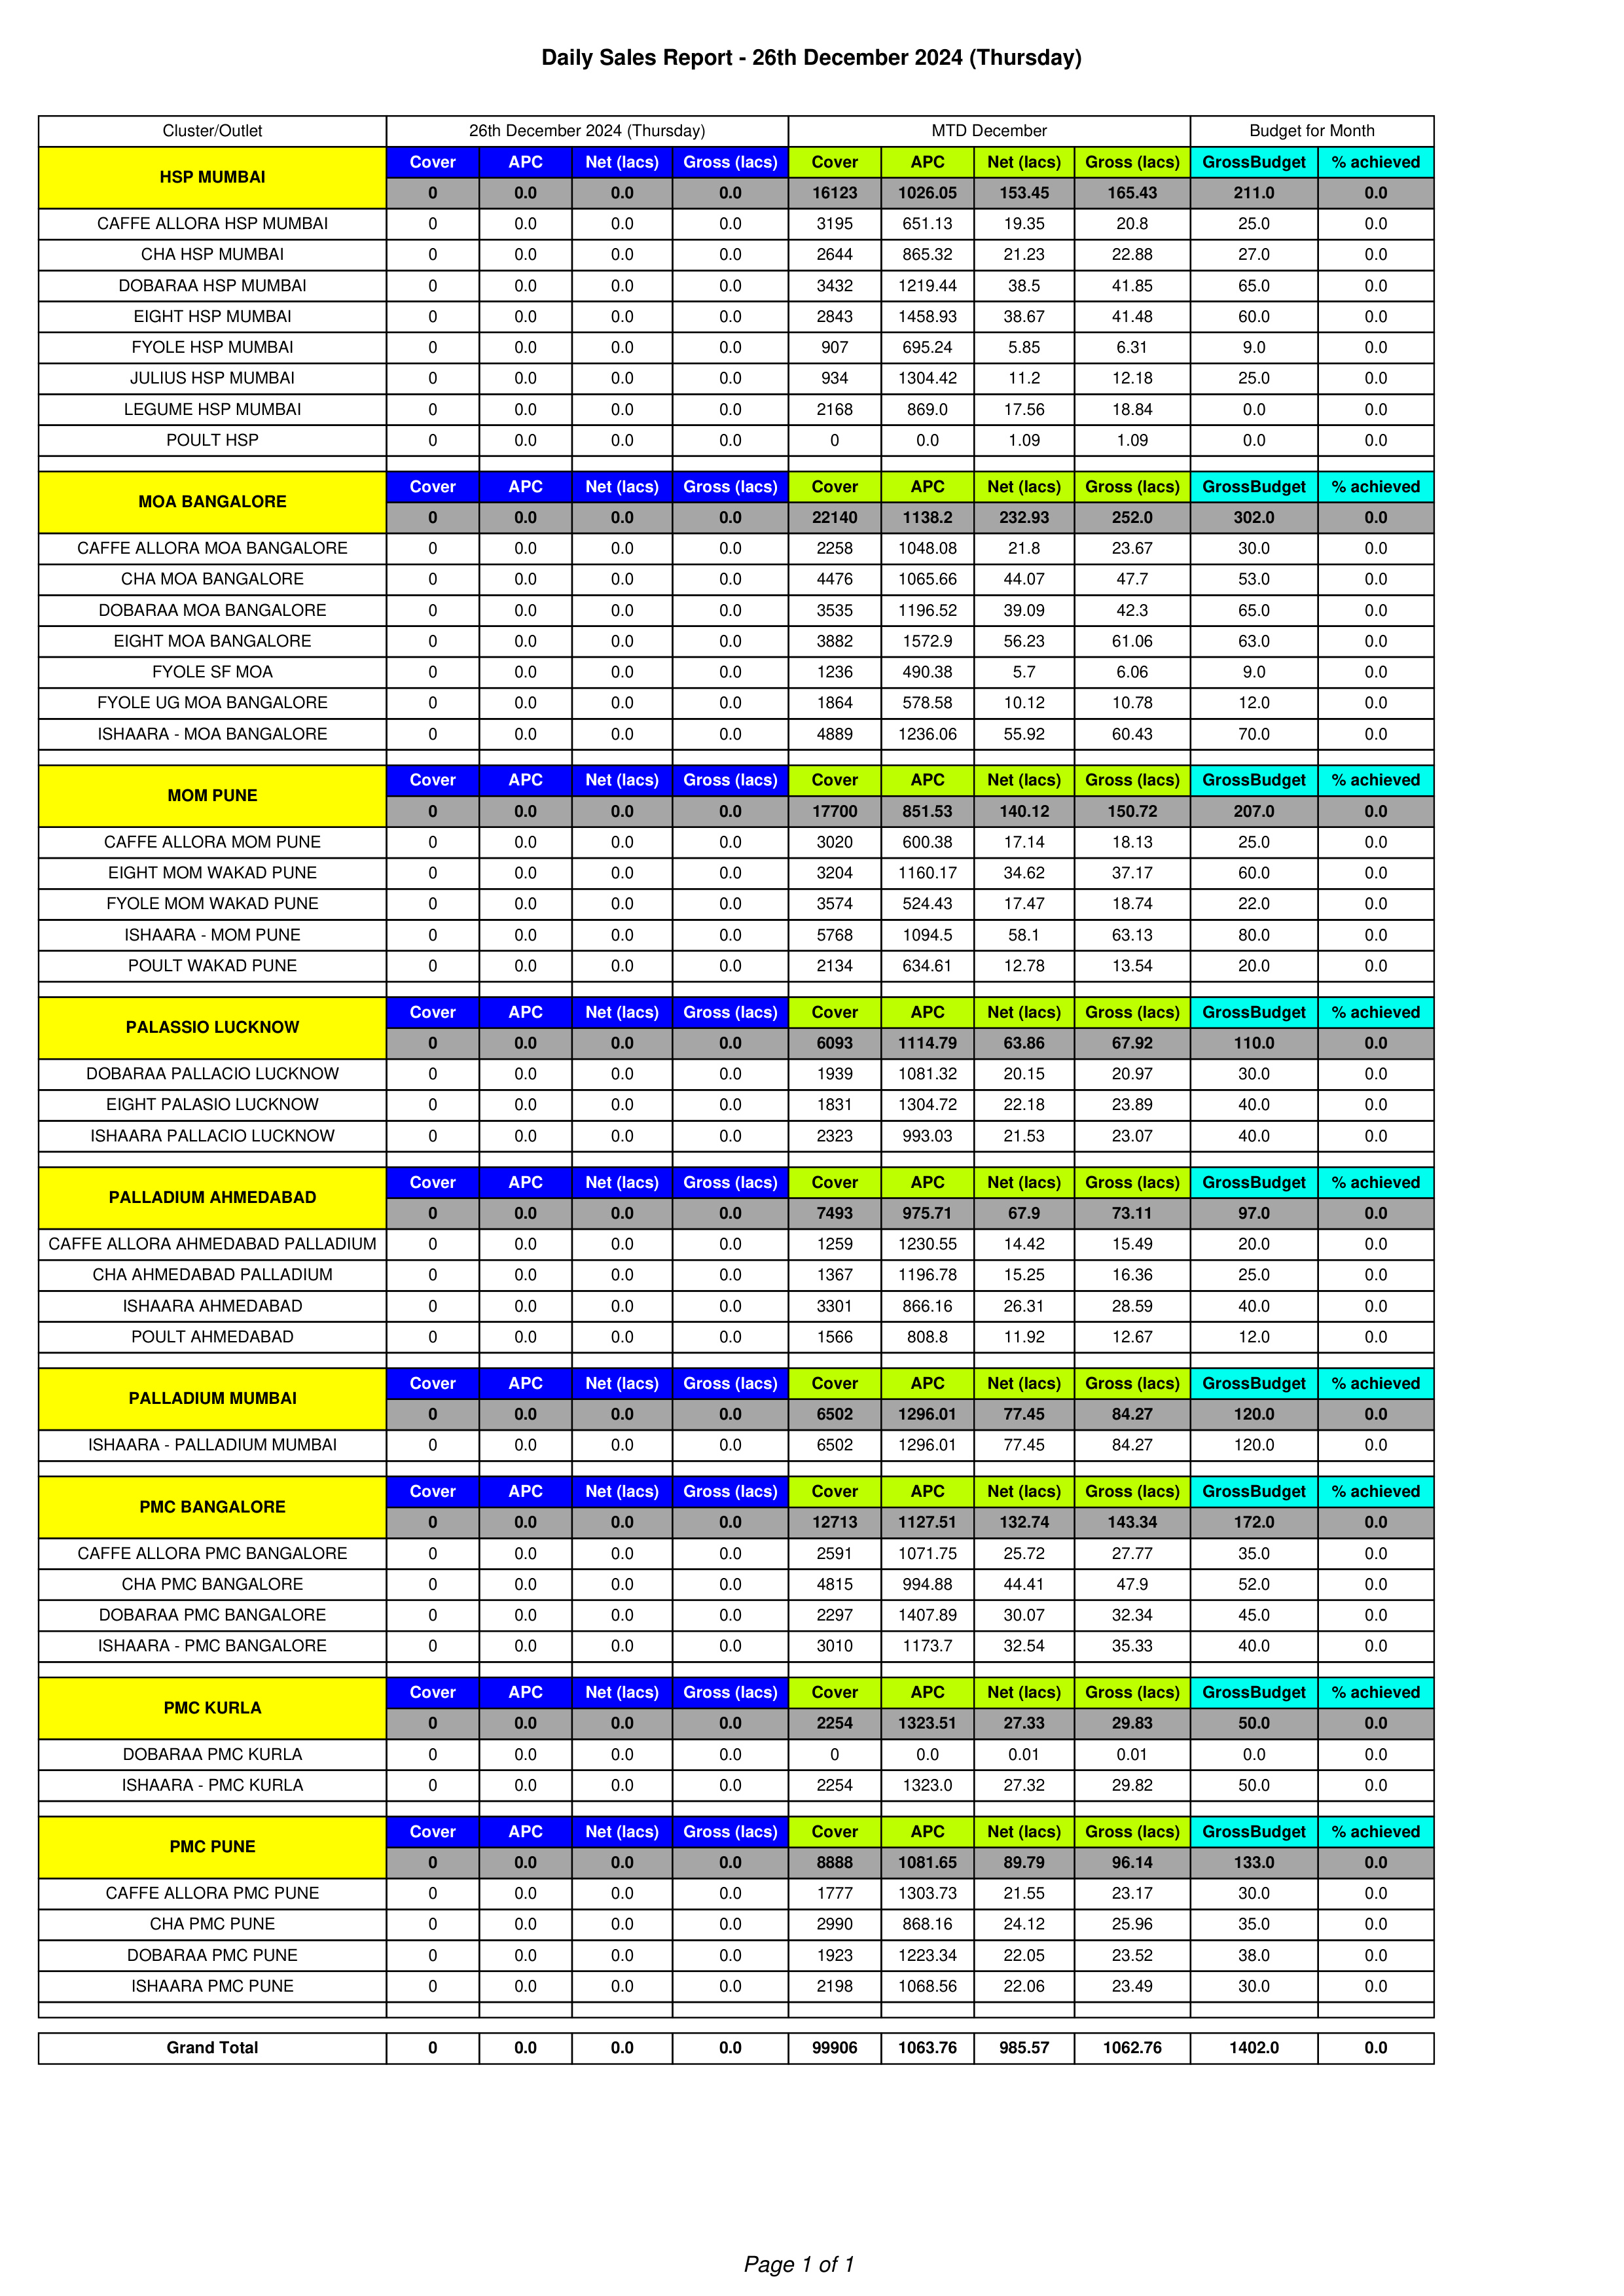 Daily Sales Report - 26th December 2024 (Thursday)
Cluster/Outlet 26th December 2024 (Thursday) MTD December Budget for Month
HSP MUMBAI Cover APC Net (lacs) Gross (lacs) Cover APC Net (lacs) Gross (lacs) GrossBudget % achieved
0 0.0 0.0 0.0 16123 1026.05 153.45 165.43 211.0 0.0
CAFFE ALLORA HSP MUMBAI 0 0.0 0.0 0.0 3195 651.13 19.35 20.8 25.0 0.0
CHA HSP MUMBAI 0 0.0 0.0 0.0 2644 865.32 21.23 22.88 27.0 0.0
DOBARAA HSP MUMBAI 0 0.0 0.0 0.0 3432 1219.44 38.5 41.85 65.0 0.0
EIGHT HSP MUMBAI 0 0.0 0.0 0.0 2843 1458.93 38.67 41.48 60.0 0.0
FYOLE HSP MUMBAI 0 0.0 0.0 0.0 907 695.24 5.85 6.31 9.0 0.0
JULIUS HSP MUMBAI 0 0.0 0.0 0.0 934 1304.42 11.2 12.18 25.0 0.0
LEGUME HSP MUMBAI 0 0.0 0.0 0.0 2168 869.0 17.56 18.84 0.0 0.0
POULT HSP 0 0.0 0.0 0.0 0 0.0 1.09 1.09 0.0 0.0
MOA BANGALORE Cover APC Net (lacs) Gross (lacs) Cover APC Net (lacs) Gross (lacs) GrossBudget % achieved
0 0.0 0.0 0.0 22140 1138.2 232.93 252.0 302.0 0.0
CAFFE ALLORA MOA BANGALORE 0 0.0 0.0 0.0 2258 1048.08 21.8 23.67 30.0 0.0
CHA MOA BANGALORE 0 0.0 0.0 0.0 4476 1065.66 44.07 47.7 53.0 0.0
DOBARAA MOA BANGALORE 0 0.0 0.0 0.0 3535 1196.52 39.09 42.3 65.0 0.0
EIGHT MOA BANGALORE 0 0.0 0.0 0.0 3882 1572.9 56.23 61.06 63.0 0.0
FYOLE SF MOA 0 0.0 0.0 0.0 1236 490.38 5.7 6.06 9.0 0.0
FYOLE UG MOA BANGALORE 0 0.0 0.0 0.0 1864 578.58 10.12 10.78 12.0 0.0
ISHAARA - MOA BANGALORE 0 0.0 0.0 0.0 4889 1236.06 55.92 60.43 70.0 0.0
MOM PUNE Cover APC Net (lacs) Gross (lacs) Cover APC Net (lacs) Gross (lacs) GrossBudget % achieved
0 0.0 0.0 0.0 17700 851.53 140.12 150.72 207.0 0.0
CAFFE ALLORA MOM PUNE 0 0.0 0.0 0.0 3020 600.38 17.14 18.13 25.0 0.0
EIGHT MOM WAKAD PUNE 0 0.0 0.0 0.0 3204 1160.17 34.62 37.17 60.0 0.0
FYOLE MOM WAKAD PUNE 0 0.0 0.0 0.0 3574 524.43 17.47 18.74 22.0 0.0
ISHAARA - MOM PUNE 0 0.0 0.0 0.0 5768 1094.5 58.1 63.13 80.0 0.0
POULT WAKAD PUNE 0 0.0 0.0 0.0 2134 634.61 12.78 13.54 20.0 0.0
PALASSIO LUCKNOW Cover APC Net (lacs) Gross (lacs) Cover APC Net (lacs) Gross (lacs) GrossBudget % achieved
0 0.0 0.0 0.0 6093 1114.79 63.86 67.92 110.0 0.0
DOBARAA PALLACIO LUCKNOW 0 0.0 0.0 0.0 1939 1081.32 20.15 20.97 30.0 0.0
EIGHT PALASIO LUCKNOW 0 0.0 0.0 0.0 1831 1304.72 22.18 23.89 40.0 0.0
ISHAARA PALLACIO LUCKNOW 0 0.0 0.0 0.0 2323 993.03 21.53 23.07 40.0 0.0
PALLADIUM AHMEDABAD Cover APC Net (lacs) Gross (lacs) Cover APC Net (lacs) Gross (lacs) GrossBudget % achieved
0 0.0 0.0 0.0 7493 975.71 67.9 73.11 97.0 0.0
CAFFE ALLORA AHMEDABAD PALLADIUM 0 0.0 0.0 0.0 1259 1230.55 14.42 15.49 20.0 0.0
CHA AHMEDABAD PALLADIUM 0 0.0 0.0 0.0 1367 1196.78 15.25 16.36 25.0 0.0
ISHAARA AHMEDABAD 0 0.0 0.0 0.0 3301 866.16 26.31 28.59 40.0 0.0
POULT AHMEDABAD 0 0.0 0.0 0.0 1566 808.8 11.92 12.67 12.0 0.0
PALLADIUM MUMBAI Cover APC Net (lacs) Gross (lacs) Cover APC Net (lacs) Gross (lacs) GrossBudget % achieved
0 0.0 0.0 0.0 6502 1296.01 77.45 84.27 120.0 0.0
ISHAARA - PALLADIUM MUMBAI 0 0.0 0.0 0.0 6502 1296.01 77.45 84.27 120.0 0.0
PMC BANGALORE Cover APC Net (lacs) Gross (lacs) Cover APC Net (lacs) Gross (lacs) GrossBudget % achieved
0 0.0 0.0 0.0 12713 1127.51 132.74 143.34 172.0 0.0
CAFFE ALLORA PMC BANGALORE 0 0.0 0.0 0.0 2591 1071.75 25.72 27.77 35.0 0.0
CHA PMC BANGALORE 0 0.0 0.0 0.0 4815 994.88 44.41 47.9 52.0 0.0
DOBARAA PMC BANGALORE 0 0.0 0.0 0.0 2297 1407.89 30.07 32.34 45.0 0.0
ISHAARA - PMC BANGALORE 0 0.0 0.0 0.0 3010 1173.7 32.54 35.33 40.0 0.0
PMC KURLA Cover APC Net (lacs) Gross (lacs) Cover APC Net (lacs) Gross (lacs) GrossBudget % achieved
0 0.0 0.0 0.0 2254 1323.51 27.33 29.83 50.0 0.0
DOBARAA PMC KURLA 0 0.0 0.0 0.0 0 0.0 0.01 0.01 0.0 0.0
ISHAARA - PMC KURLA 0 0.0 0.0 0.0 2254 1323.0 27.32 29.82 50.0 0.0
PMC PUNE Cover APC Net (lacs) Gross (lacs) Cover APC Net (lacs) Gross (lacs) GrossBudget % achieved
0 0.0 0.0 0.0 8888 1081.65 89.79 96.14 133.0 0.0
CAFFE ALLORA PMC PUNE 0 0.0 0.0 0.0 1777 1303.73 21.55 23.17 30.0 0.0
CHA PMC PUNE 0 0.0 0.0 0.0 2990 868.16 24.12 25.96 35.0 0.0
DOBARAA PMC PUNE 0 0.0 0.0 0.0 1923 1223.34 22.05 23.52 38.0 0.0
ISHAARA PMC PUNE 0 0.0 0.0 0.0 2198 1068.56 22.06 23.49 30.0 0.0
Grand Total 0 0.0 0.0 0.0 99906 1063.76 985.57 1062.76 1402.0 0.0
Page 1 of 1